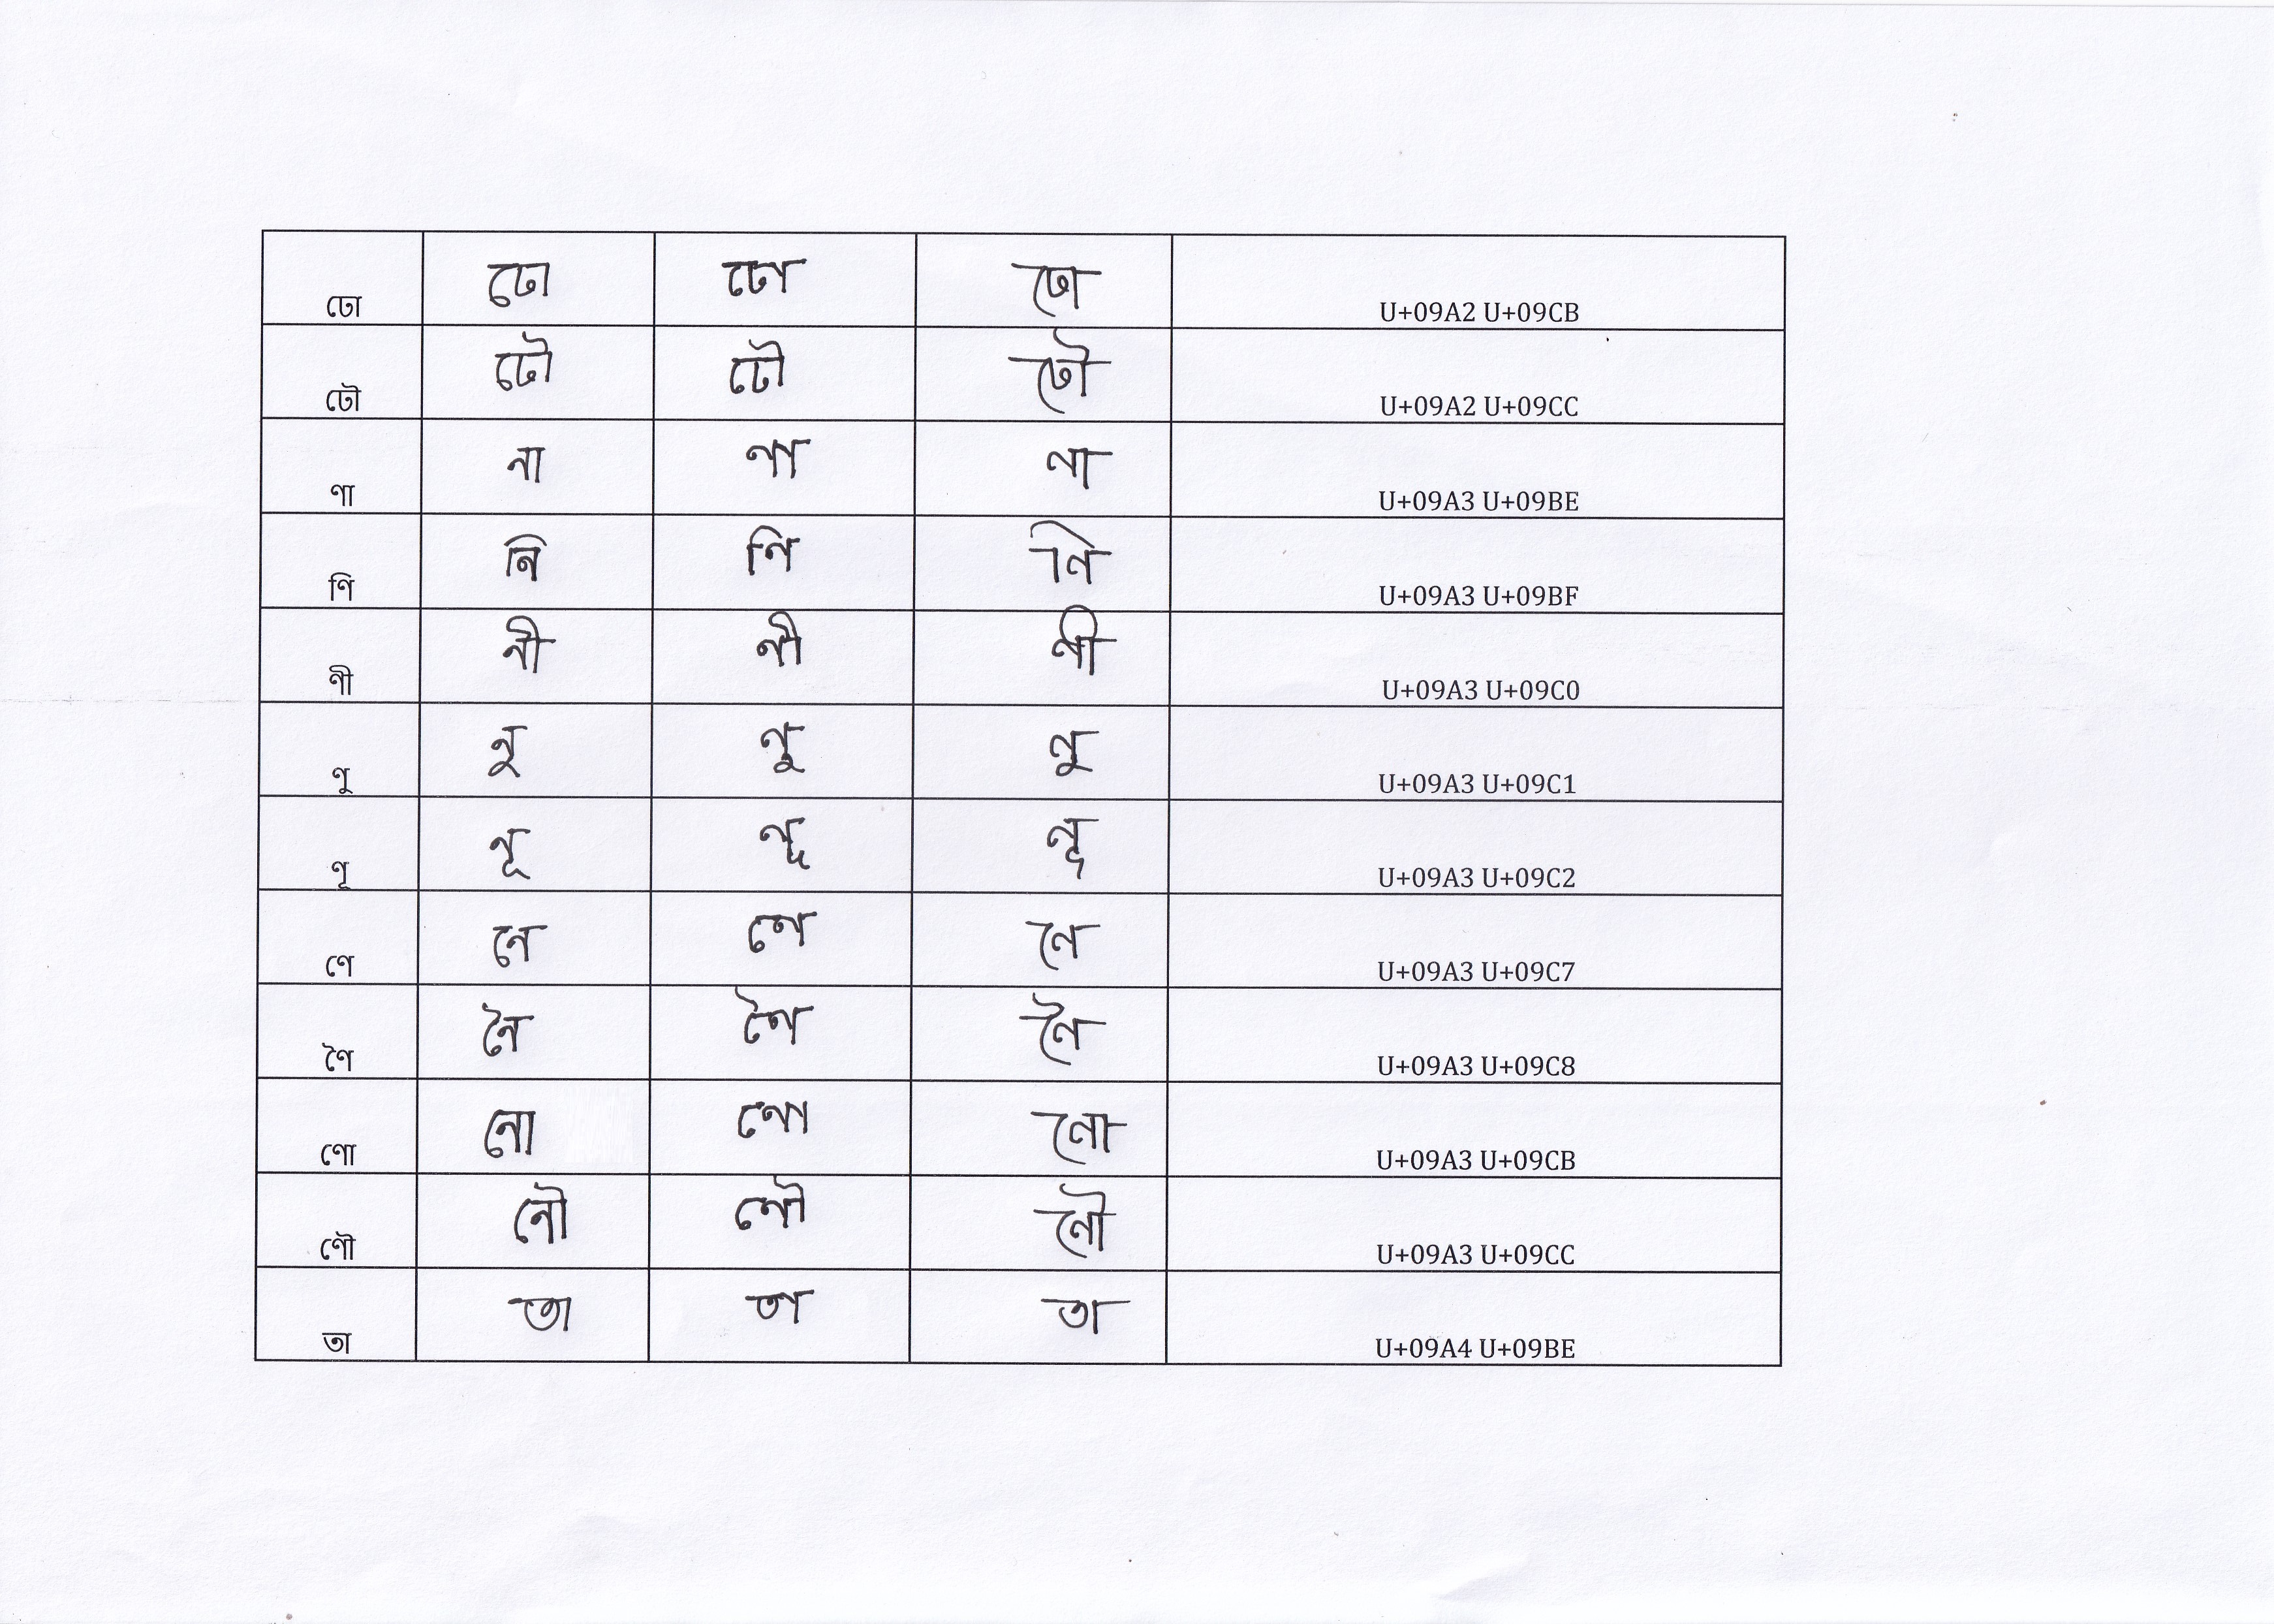 ঢো ঢো ঢো ঢো U+09A2 U+09CB
ঢৌ ঢৌ ঢৌ ঢৌ U+09A2 U+09CC
ণা ণা ণা ণা U+09A3 U+09BE
ণি ণি ণি ণি U+09A3 U+09BF
ণী ণী ণী ণী U+09A3 U+09C0
ণু ণু ণু ণু U+09A3 U+09C1
ণূ ণূ ণূ ণূ U+09A3 U+09C2
ণে ণে ণে ণে U+09A3 U+09C7
ণৈ ণৈ ণৈ ণৈ U+09A3 U+09C8
ণো ণো ণো ণো U+09A3 U+09CB
ণৌ ণৌ ণৌ ণৌ U+09A3 U+09CC
তা তা তা তা U+09A4 U+09BE